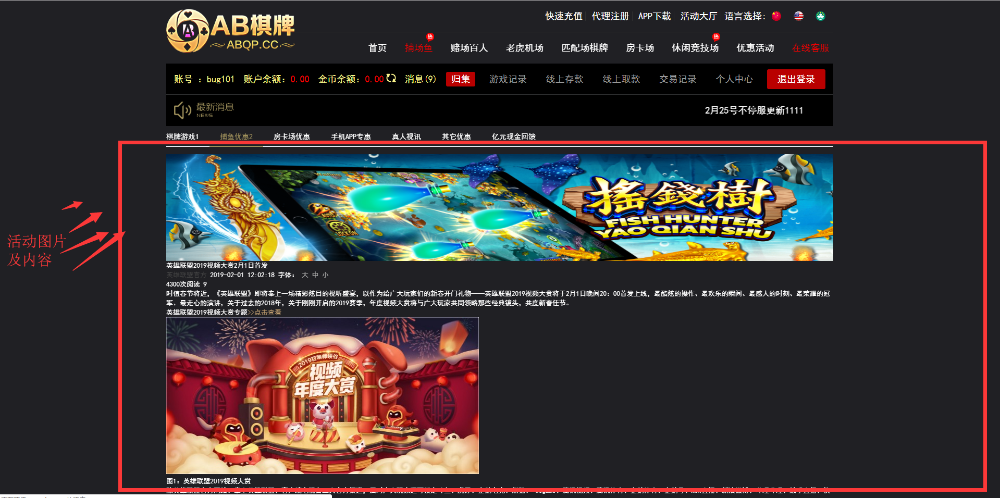 AB棋牌
ABQP.CC
快速充值 代理注册 APP下载 活动大厅 语言选择：
首页 捕场鱼 热 赌场百人 老虎机场 匹配场棋牌 房卡场 休闲竞技场 热 优惠活动 在线客服
账号 ：bug101 账户余额：0.00 金币余额：0.00 消息(9) 归集 游戏记录 线上存款 线上取款 交易记录 个人中心 退出登录
最新消息
NEWS
2月25号不停服更新1111
棋牌游戏1 捕鱼优惠2 房卡场优惠 手机APP专惠 真人视讯 其它优惠 亿元现金回馈
搖錢樹
FISH HUNTER
YAO QIAN SHU
AUTO
LOCK ON
活动图片
及内容
英雄联盟2019视频大赏2月1日首发
英雄联盟官方 2019-02-01 12:02:18 字体： 大 中 小
4300次阅读 9
时值春节将近，《英雄联盟》即将奉上一场精彩炫目的视听盛宴，以作为给广大玩家们的新春开门礼物——英雄联盟2019视频大赏将于2月1日晚间20：00首发上线，最酷炫的操作、最欢乐的瞬间、最感人的时刻、最荣耀的冠
军、最走心的演讲，关于过去的2018年，关于刚刚开启的2019赛季，年度视频大赏将与广大玩家共同领略那些经典镜头，共度新春佳节。
英雄联盟2019视频大赏专题>>点击查看
2019召唤师峡谷
视频
年度大赏
图1：英雄联盟2019视频大赏